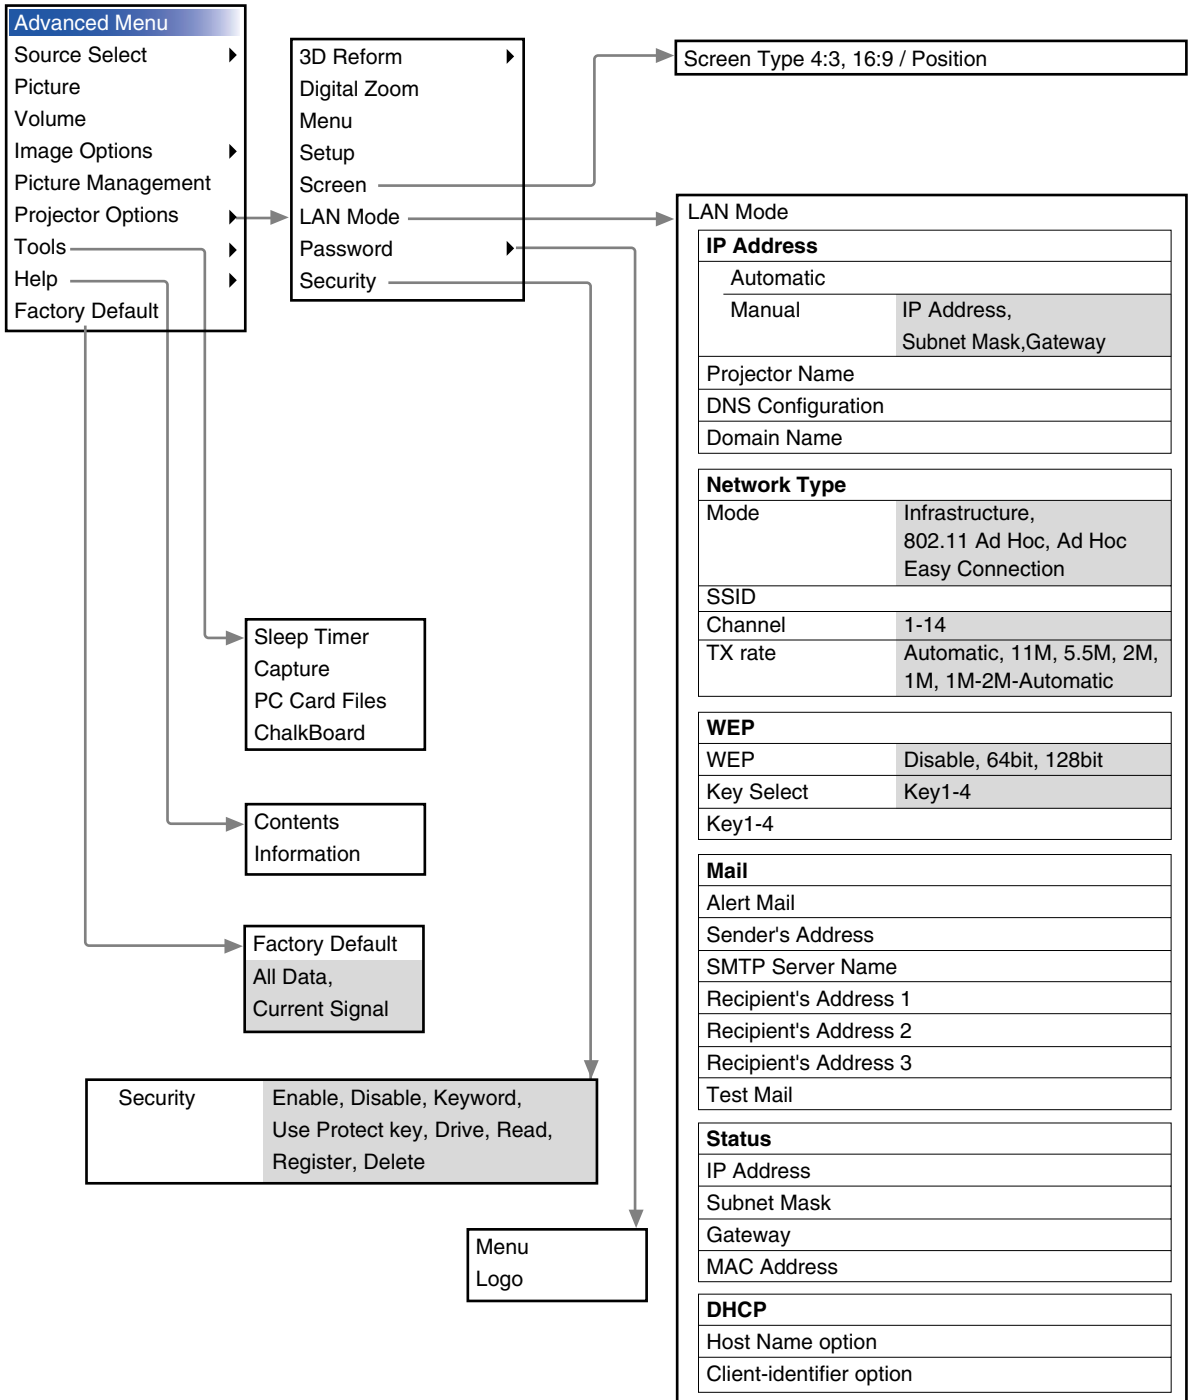 Advanced Menu
Source Select
Picture
Volume
Image Options
Picture Management
Projector Options
Tools
Help
Factory Default
3D Reform
Digital Zoom
Menu
Setup
Screen
LAN Mode
Password
Security
Screen Type 4:3, 16:9 / Position
LAN Mode
IP Address
Automatic
Manual IP Address,
Subnet Mask,Gateway
Projector Name
DNS Configuration
Domain Name
Network Type
Mode Infrastructure,
802.11 Ad Hoc, Ad Hoc
Easy Connection
SSID
Channel 1-14
TX rate Automatic, 11M, 5.5M, 2M,
1M, 1M-2M-Automatic
WEP
WEP Disable, 64bit, 128bit
Key Select Key1-4
Key1-4
Mail
Alert Mail
Sender's Address
SMTP Server Name
Recipient's Address 1
Recipient's Address 2
Recipient's Address 3
Test Mail
Status
IP Address
Subnet Mask
Gateway
MAC Address
DHCP
Host Name option
Client-identifier option
Sleep Timer
Capture
PC Card Files
ChalkBoard
Contents
Information
Factory Default
All Data,
Current Signal
Security Enable, Disable, Keyword,
Use Protect key, Drive, Read,
Register, Delete
Menu
Logo